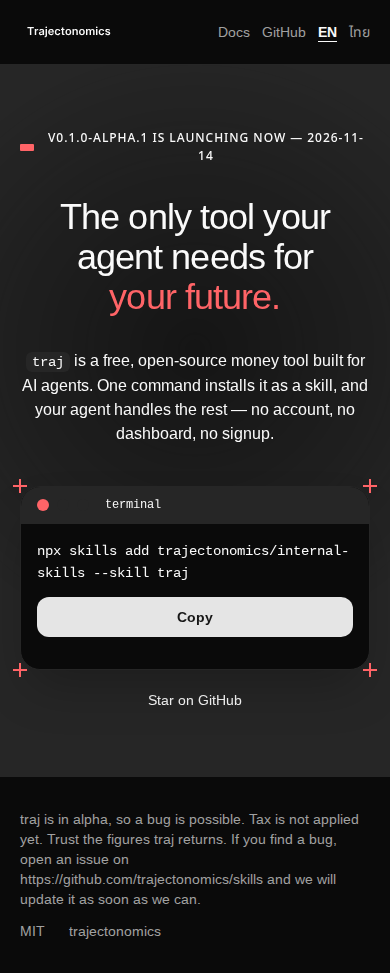 Trajectonomics
Docs GitHub EN ไทย
V0.1.0-ALPHA.1 IS LAUNCHING NOW — 2026-11-
14
The only tool your
agent needs for
your future.
traj is a free, open-source money tool built for
AI agents. One command installs it as a skill, and
your agent handles the rest — no account, no
dashboard, no signup.
terminal
npx skills add trajectonomics/internal-
skills --skill traj
Copy
Star on GitHub
traj is in alpha, so a bug is possible. Tax is not applied
yet. Trust the figures traj returns. If you find a bug,
open an issue on
https://github.com/trajectonomics/skills and we will
update it as soon as we can.
MIT trajectonomics